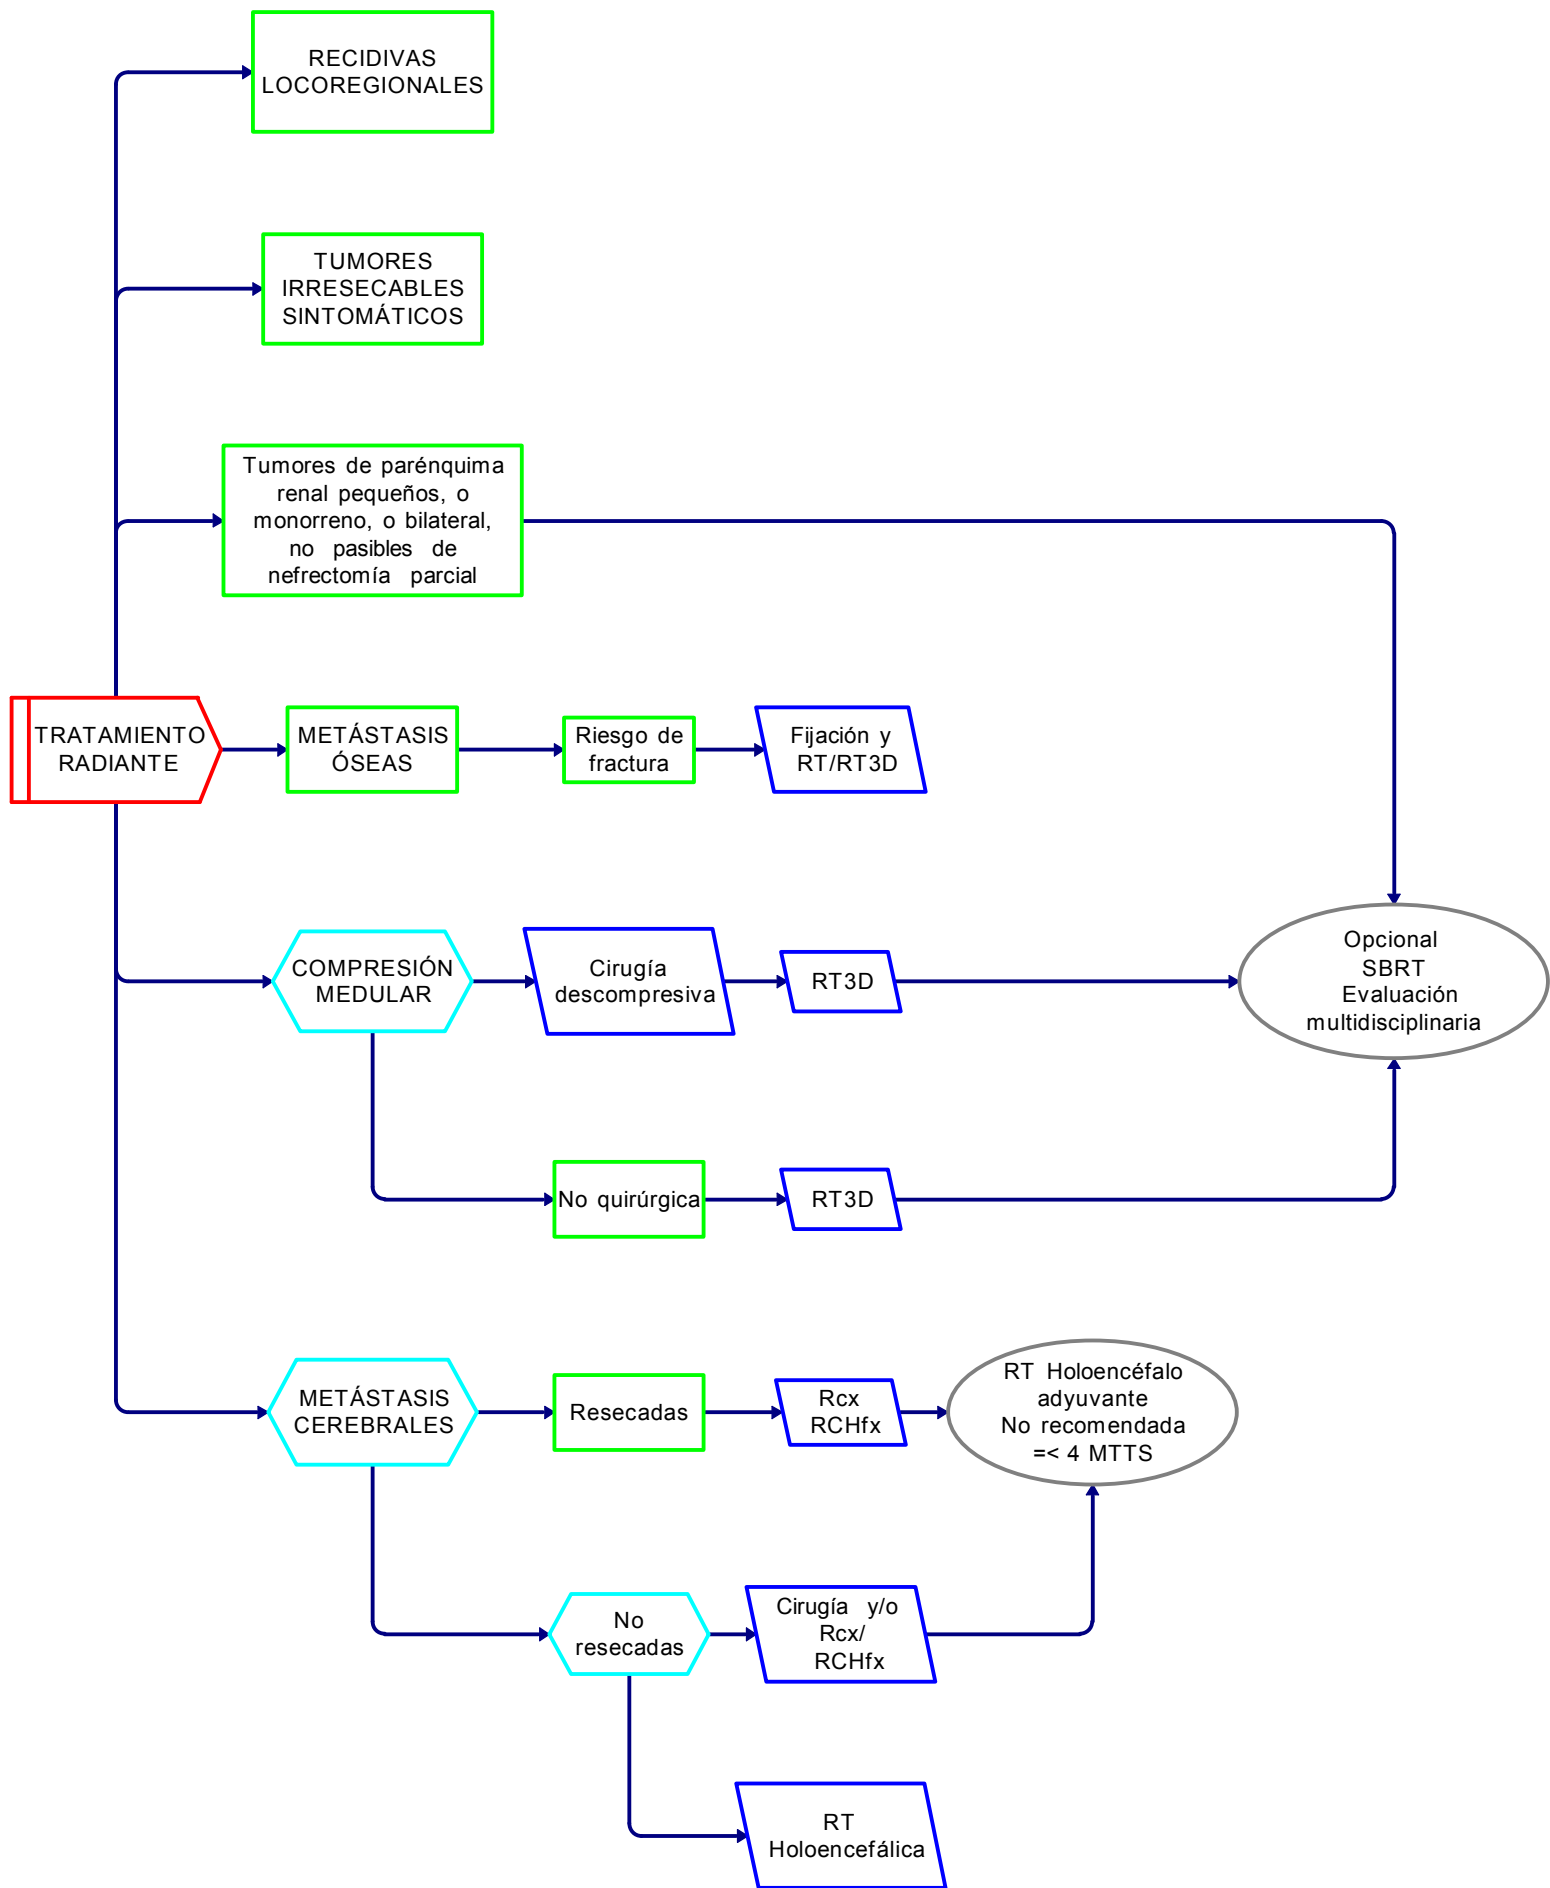 RECIDIVAS
LOCOREGIONALES
TUMORES
IRRESECABLES
SINTOMÁTICOS
Tumores de parénquima
renal pequeños, o
monorreno, o bilateral,
no pasibles de
nefrectomía parcial
TRATAMIENTO
RADIANTE
METÁSTASIS
ÓSEAS
Riesgo de
fractura
Fijación y
RT/RT3D
COMPRESIÓN
MEDULAR
Cirugía
descompresiva
RT3D
Opcional
SBRT
Evaluación
multidisciplinaria
No quirúrgica
RT3D
METÁSTASIS
CEREBRALES
Resecadas
Rcx
RCHfx
RT Holoencéfalo
adyuvante
No recomendada
=< 4 MTTS
No
resecadas
Cirugía y/o
Rcx/
RCHfx
RT
Holoencefálica